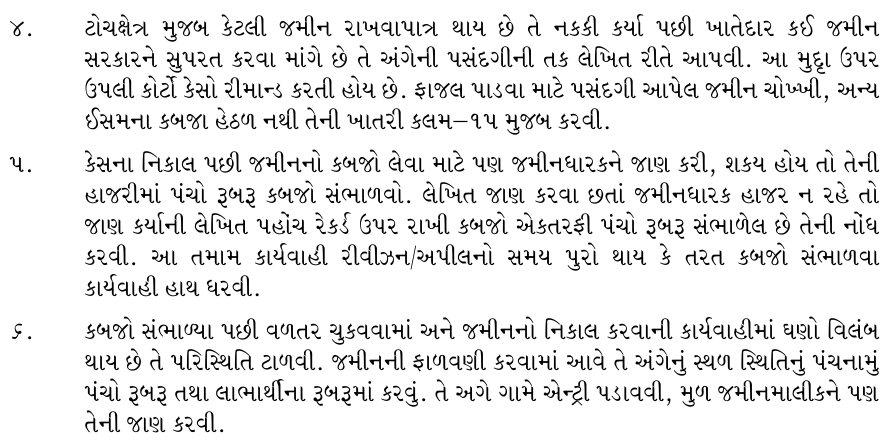 ૪. ટોચક્ષેત્ર મુજબ કેટલી જમીન રાખવાપાત્ર થાય છે તે નકકી કર્યા પછી ખાતેદાર કઈ જમીન
સરકારને સુપરત કરવા માંગે છે તે અંગેની પસંદગીની તક લેખિત રીતે આપવી. આ મુદ્દા ઉપર
ઉપલી કોર્ટો કેસો રીમાન્ડ કરતી હોય છે. ફાજલ પાડવા માટે પસંદગી આપેલ જમીન ચોખ્ખી, અન્ય
ઈસમના કબજા હેઠળ નથી તેની ખાતરી કલમ–૧૫ મુજબ કરવી.
૫. કેસના નિકાલ પછી જમીનનો કબજો લેવા માટે પણ જમીનધારકને જાણ કરી, શકય હોય તો તેની
હાજરીમાં પંચો રૂબરૂ કબજો સંભાળવો. લેખિત જાણ કરવા છતાં જમીનધારક હાજર ન રહે તો
જાણ કર્યાની લેખિત પહોંચ રેકર્ડ ઉપર રાખી કબજો એકતરફી પંચો રૂબરૂ સંભાળેલ છે તેની નોંધ
કરવી. આ તમામ કાર્યવાહી રીવીઝન/અપીલનો સમય પુરો થાય કે તરત કબજો સંભાળવા
કાર્યવાહી હાથ ધરવી.
૬. કબજો સંભાળ્યા પછી વળતર ચુકવવામાં અને જમીનનો નિકાલ કરવાની કાર્યવાહીમાં ઘણો વિલંબ
થાય છે તે પરિસ્થિતિ ટાળવી. જમીનની ફાળવણી કરવામાં આવે તે અંગેનું સ્થળ સ્થિતિનું પંચનામું
પંચો રૂબરૂ તથા લાભાર્થીના રૂબરૂમાં કરવું. તે અગે ગામે એન્ટ્રી પડાવવી, મુળ જમીનમાલીકને પણ
તેની જાણ કરવી.